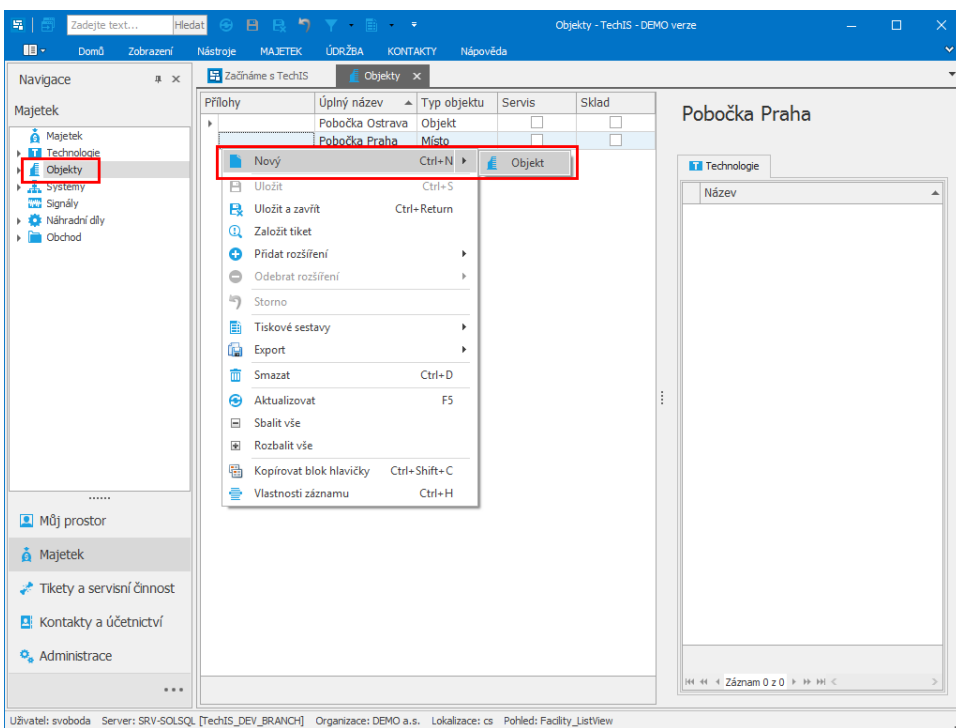 Zadejte text... Hledat Objekty - TechIS - DEMO verze
Domů Zobrazení Nástroje MAJETEK ÚDRŽBA KONTAKTY Nápověda
Navigace
Majetek
Majetek
Technologie
Objekty
Systémy
Signály
Náhradní díly
Obchod
Můj prostor
Majetek
Tikety a servisní činnost
Kontakty a účetnictví
Administrace
Začínáme s TechIS Objekty
Přílohy Úplný název Typ objektu Servis Sklad
Pobočka Ostrava Objekt
Pobočka Praha Místo
Nový Ctrl+N Objekt
Uložit Ctrl+S
Uložit a zavřít Ctrl+Return
Založit tiket
Přidat rozšíření
Odebrat rozšíření
Storno
Tiskové sestavy
Export
Smazat Ctrl+D
Aktualizovat F5
Sbalit vše
Rozbalit vše
Kopírovat blok hlavičky Ctrl+Shift+C
Vlastnosti záznamu Ctrl+H
Pobočka Praha
Technologie
Název
Záznam 0 z 0
Uživatel: svoboda Server: SRV-SOLSQL [TechIS_DEV_BRANCH] Organizace: DEMO a.s. Lokalizace: cs Pohled: Facility_ListView